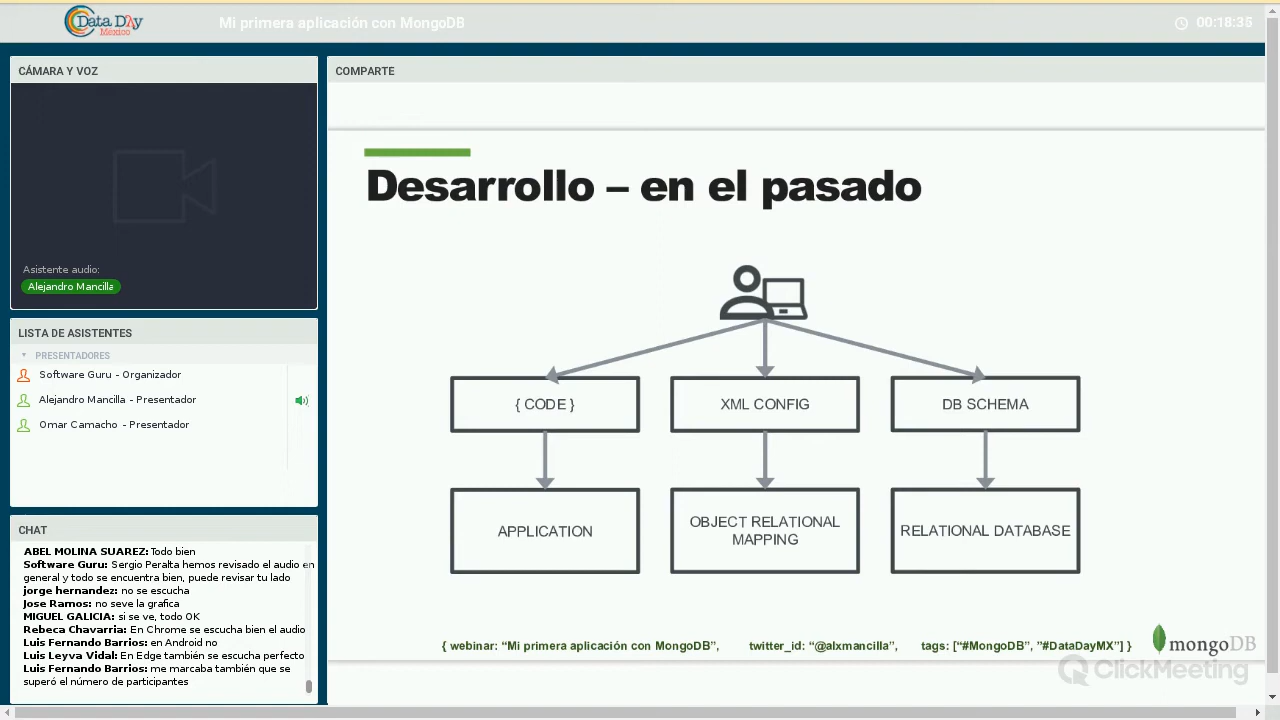 Data Day
México
Mi primera aplicación con MongoDB
00:18:35
CÁMARA Y VOZ
Asistente audio:
Alejandro Mancilla
LISTA DE ASISTENTES
PRESENTADORES
Software Guru - Organizador
Alejandro Mancilla - Presentador
Omar Camacho - Presentador
CHAT
ABEL MOLINA SUAREZ: Todo bien
Software Guru: Sergio Peralta hemos revisado el audio en
general y todo se encuentra bien, puede revisar tu lado
jorge hernandez: no se escucha
Jose Ramos: no seve la grafica
MIGUEL GALICIA: si se ve, todo OK
Rebeca Chavarria: En Chrome se escucha bien el audio
Luis Fernando Barrios: en Android no
Luis Leyva Vidal: En Edge también se escucha perfecto
Luis Fernando Barrios: me marcaba también que se
superó el número de participantes
COMPARTE
Desarrollo – en el pasado
{ CODE }
XML CONFIG
DB SCHEMA
APPLICATION
OBJECT RELATIONAL
MAPPING
RELATIONAL DATABASE
{ webinar: “Mi primera aplicación con MongoDB”, twitter_id: “@alxmancilla”, tags: [“#MongoDB”, ”#DataDayMX”] }
mongoDB
ClickMeeting